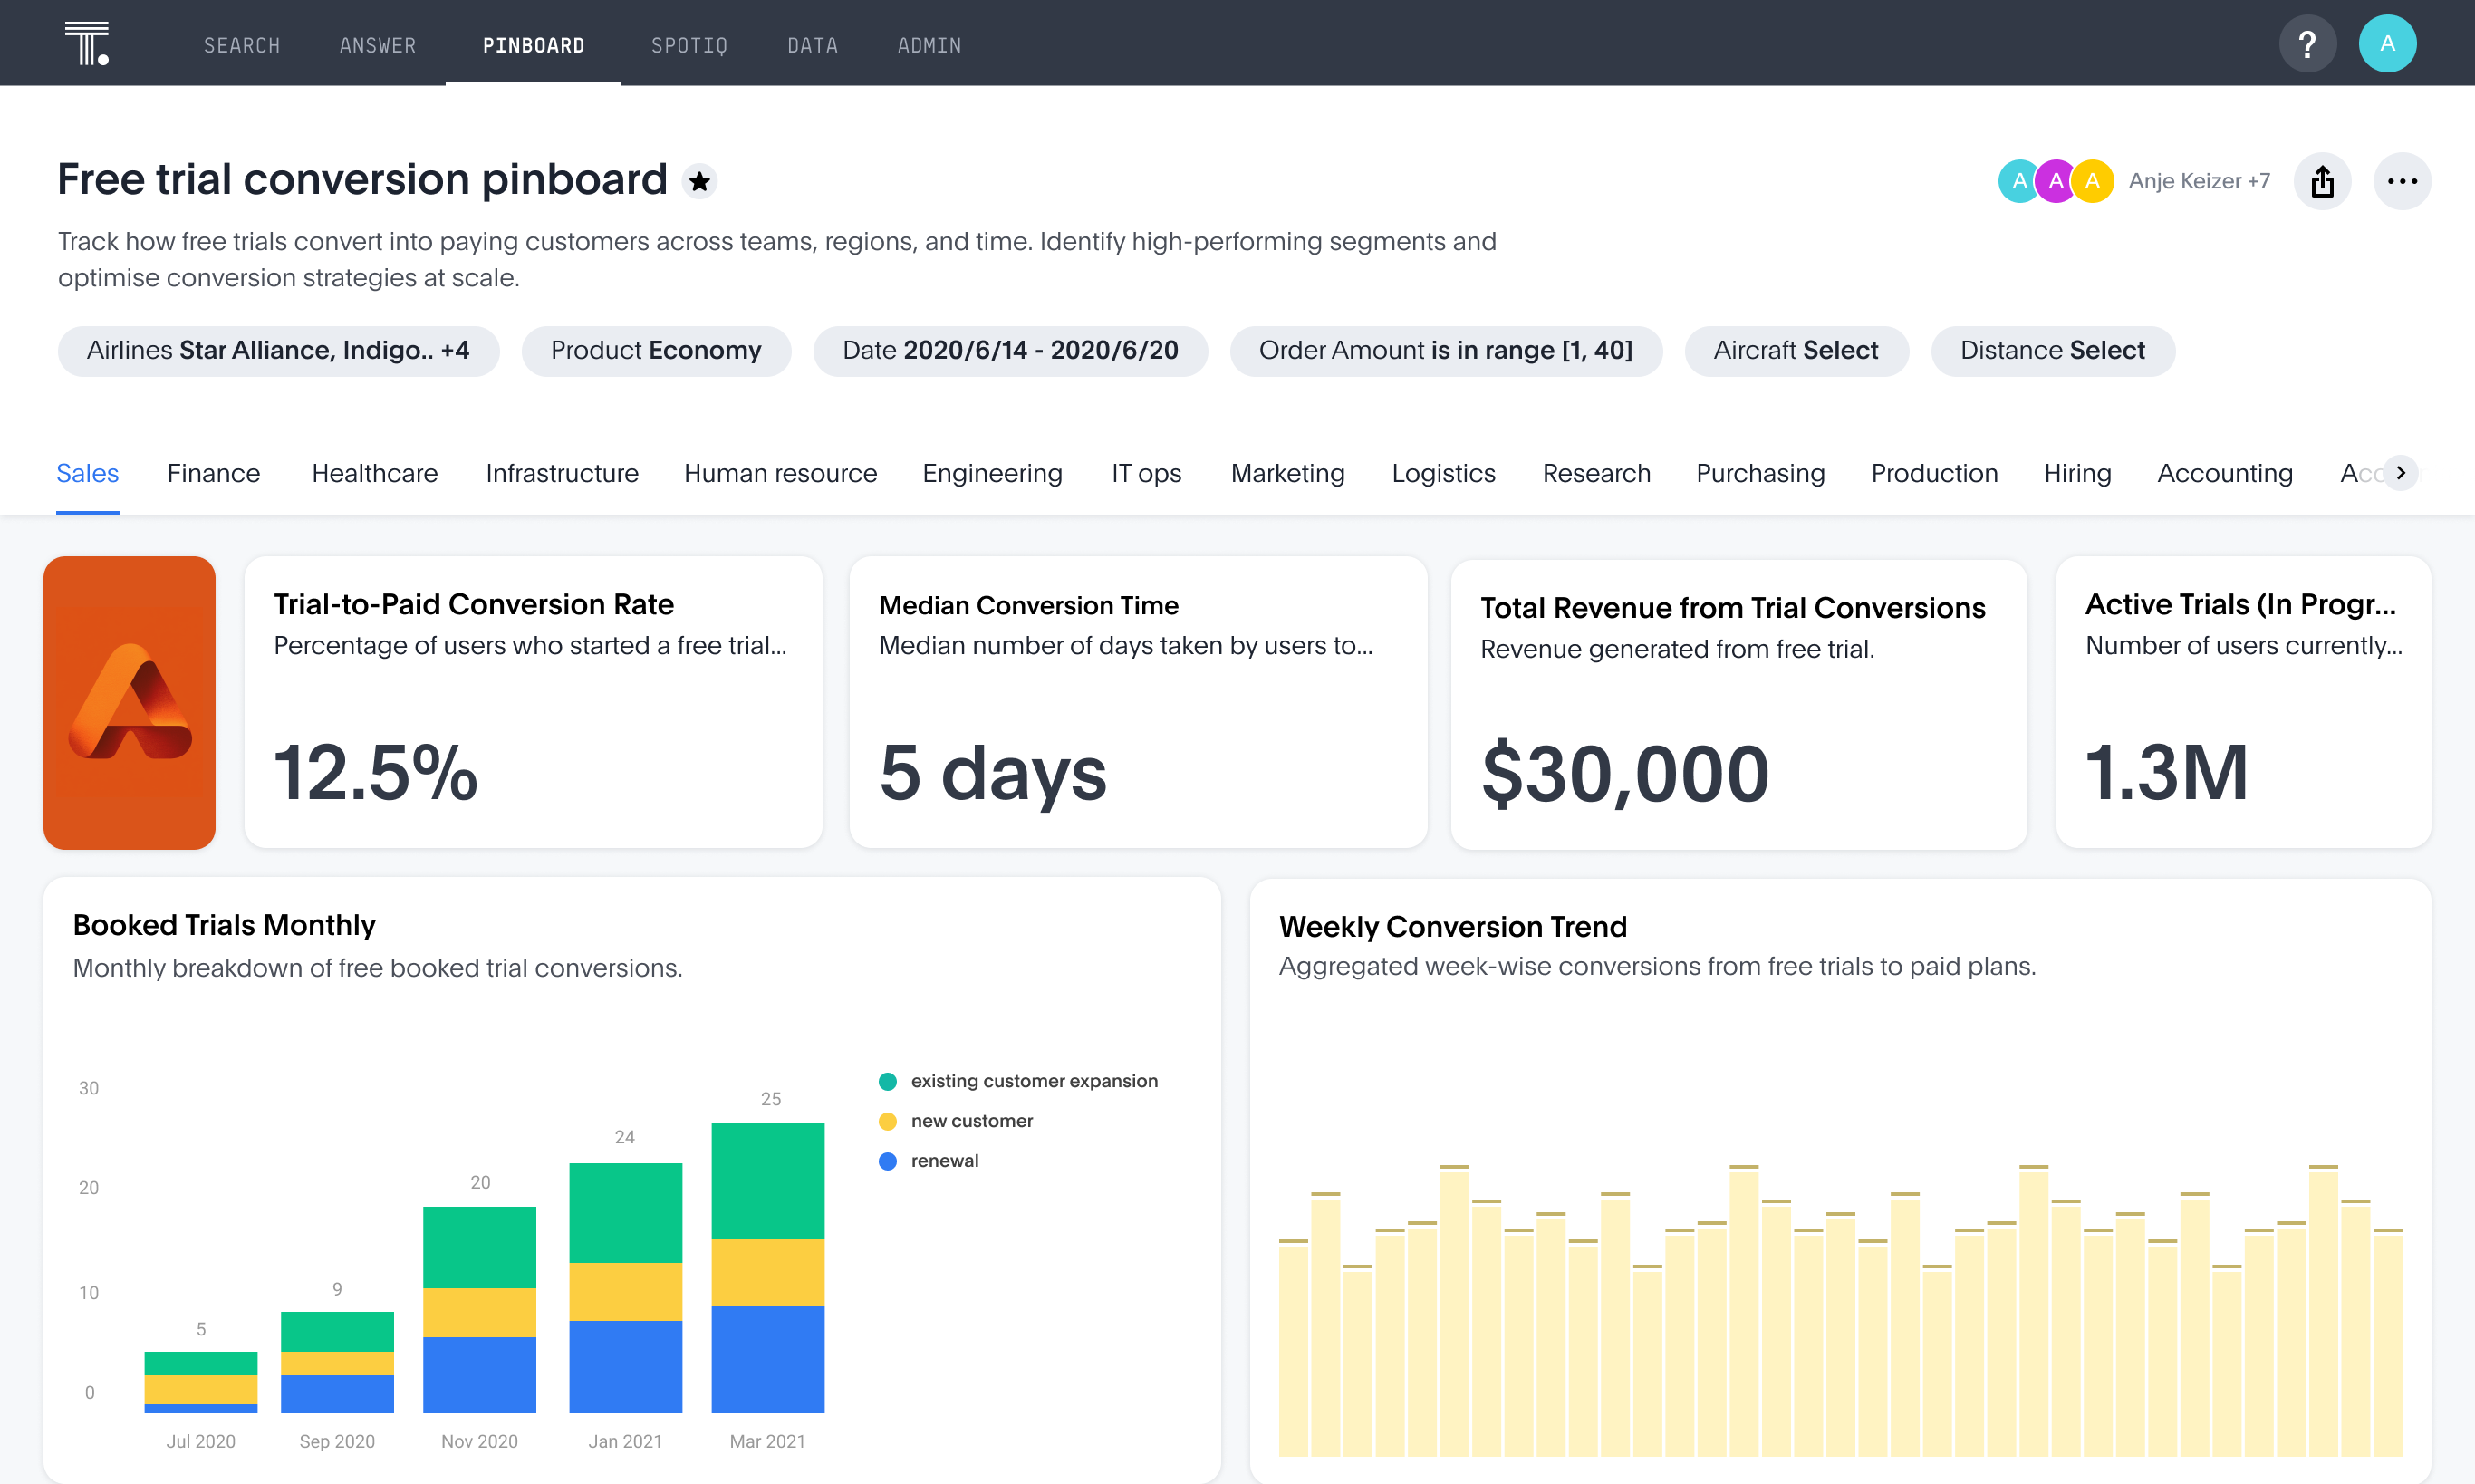 T.
SEARCH ANSWER PINBOARD SPOTIQ DATA ADMIN
? A
Free trial conversion pinboard
A A A Anje Keizer +7
Track how free trials convert into paying customers across teams, regions, and time. Identify high-performing segments and
optimise conversion strategies at scale.
Airlines Star Alliance, Indigo.. +4 Product Economy Date 2020/6/14 - 2020/6/20 Order Amount is in range [1, 40] Aircraft Select Distance Select
Sales Finance Healthcare Infrastructure Human resource Engineering IT ops Marketing Logistics Research Purchasing Production Hiring Accounting Acc
Trial-to-Paid Conversion Rate
Percentage of users who started a free trial...
12.5%
Median Conversion Time
Median number of days taken by users to...
5 days
Total Revenue from Trial Conversions
Revenue generated from free trial.
$30,000
Active Trials (In Progr...
Number of users currently...
1.3M
Booked Trials Monthly
Monthly breakdown of free booked trial conversions.
30
20
10
0
5
9
20
24
25
Jul 2020 Sep 2020 Nov 2020 Jan 2021 Mar 2021
existing customer expansion
new customer
renewal
Weekly Conversion Trend
Aggregated week-wise conversions from free trials to paid plans.